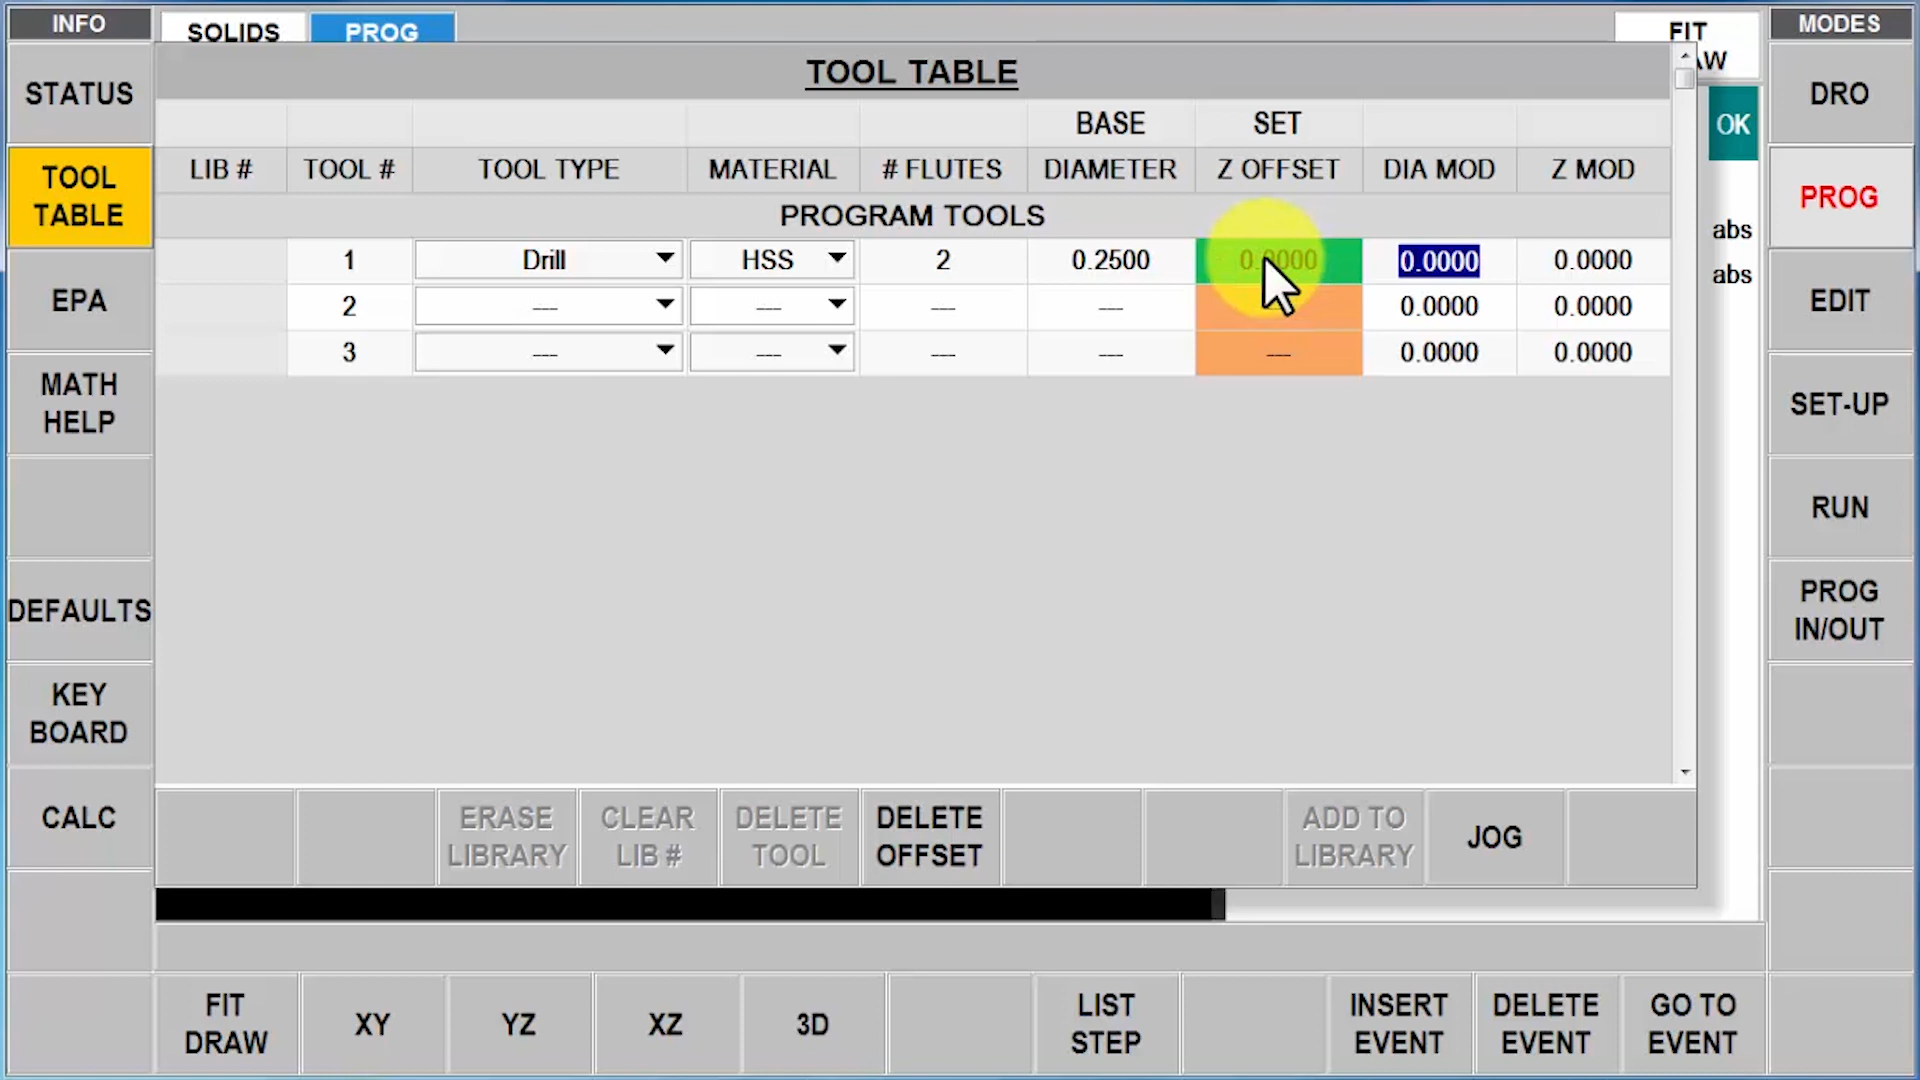 INFO
SOLIDS
PROG
FIT
AW
MODES
STATUS
TOOL TABLE
DRO
OK
BASE
SET
LIB #
TOOL #
TOOL TYPE
MATERIAL
# FLUTES
DIAMETER
Z OFFSET
DIA MOD
Z MOD
TOOL
TABLE
PROG
PROGRAM TOOLS
abs
1
Drill
HSS
2
0.2500
0.0000
0.0000
0.0000
abs
2
---
---
---
---
0.0000
0.0000
3
---
---
---
---
---
0.0000
0.0000
EPA
EDIT
MATH
HELP
SET-UP
RUN
DEFAULTS
PROG
IN/OUT
KEY
BOARD
CALC
ERASE
LIBRARY
CLEAR
LIB #
DELETE
TOOL
DELETE
OFFSET
ADD TO
LIBRARY
JOG
FIT
DRAW
XY
YZ
XZ
3D
LIST
STEP
INSERT
EVENT
DELETE
EVENT
GO TO
EVENT